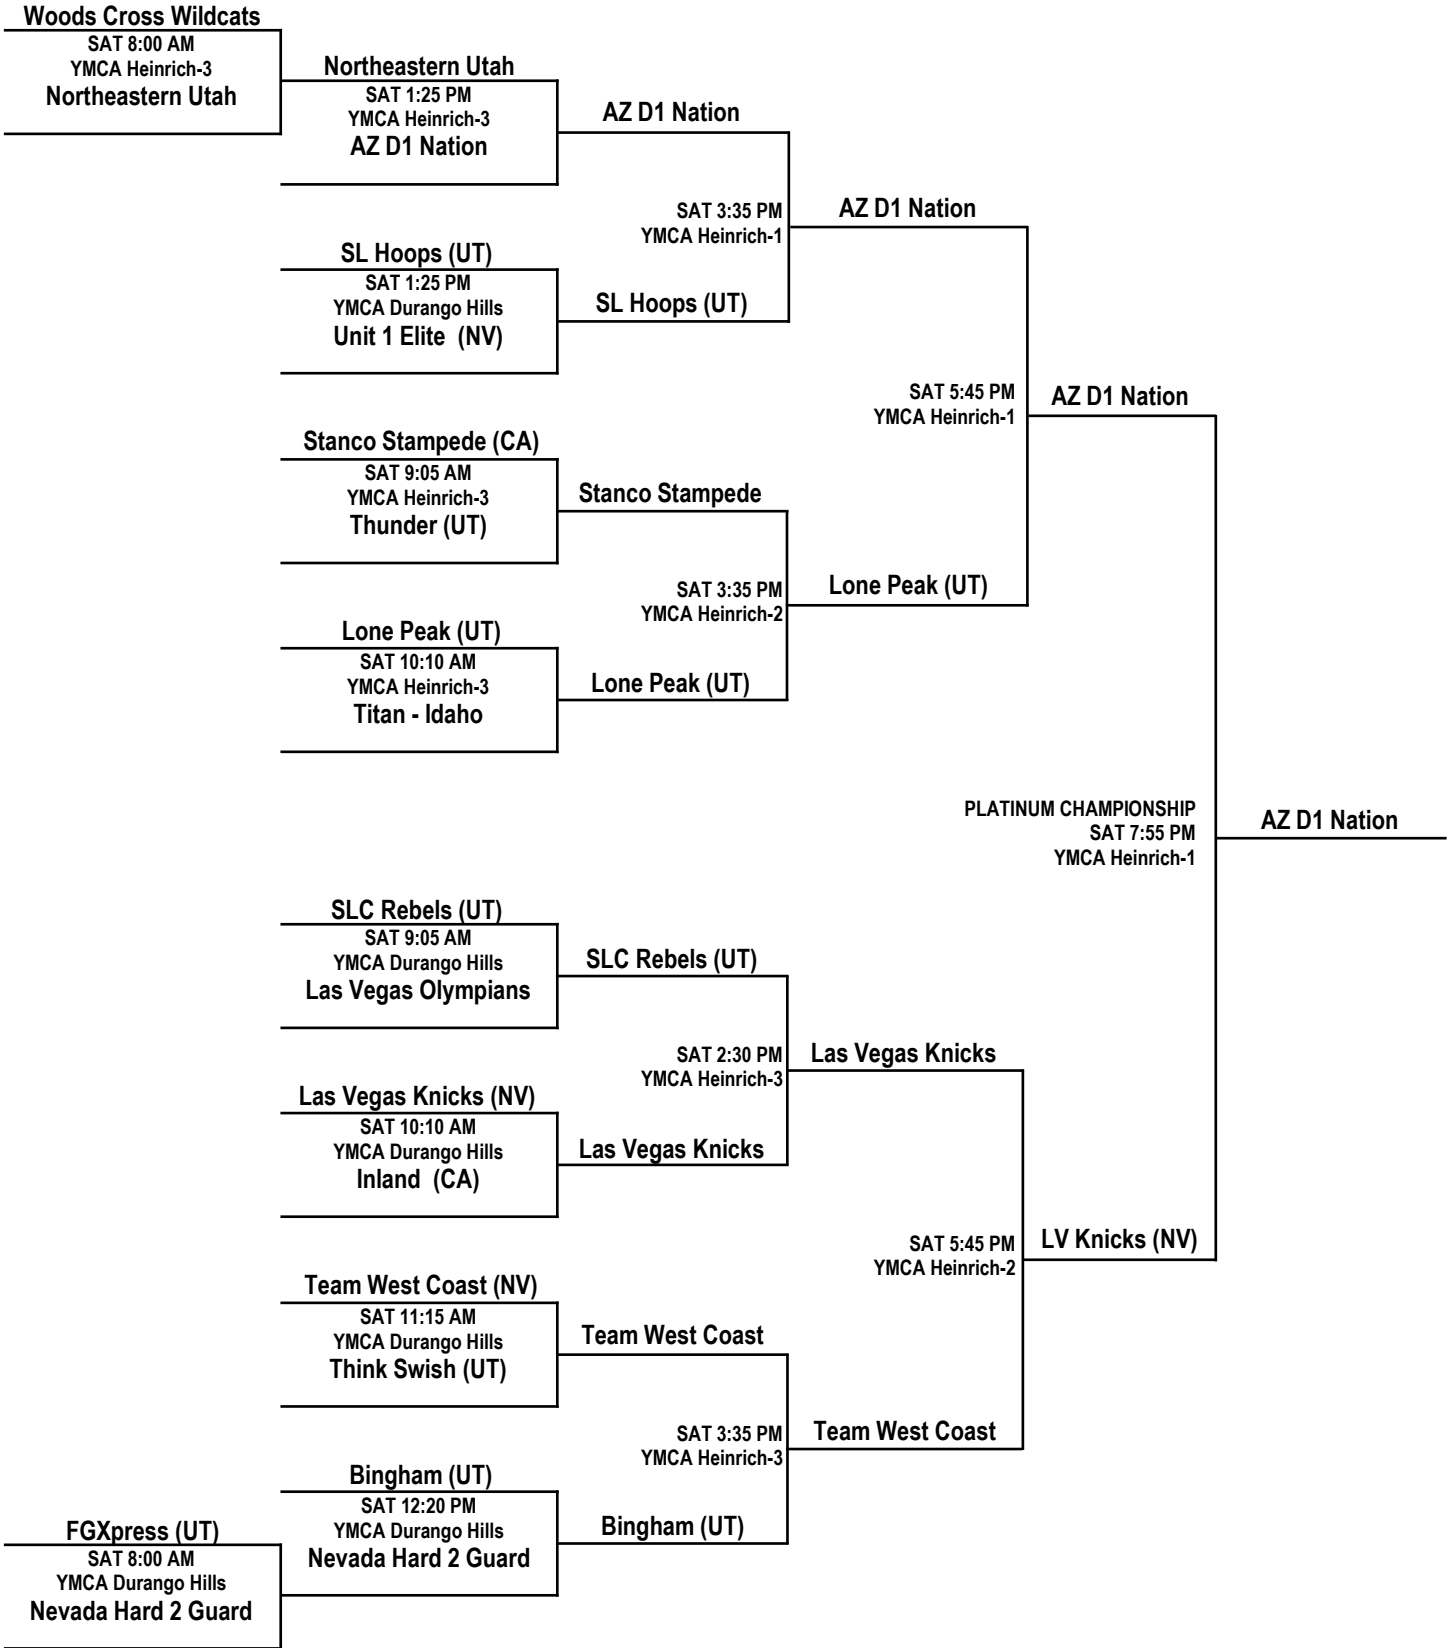 Woods Cross Wildcats
SAT 8:00 AM
YMCA Heinrich-3
Northeastern Utah
Northeastern Utah
SAT 1:25 PM
YMCA Heinrich-3
AZ D1 Nation
AZ D1 Nation
SAT 3:35 PM
YMCA Heinrich-1
AZ D1 Nation
SL Hoops (UT)
SAT 1:25 PM
YMCA Durango Hills
Unit 1 Elite (NV)
SL Hoops (UT)
SAT 5:45 PM
YMCA Heinrich-1
AZ D1 Nation
Stanco Stampede (CA)
SAT 9:05 AM
YMCA Heinrich-3
Thunder (UT)
Stanco Stampede
SAT 3:35 PM
YMCA Heinrich-2
Lone Peak (UT)
Lone Peak (UT)
SAT 10:10 AM
YMCA Heinrich-3
Titan - Idaho
Lone Peak (UT)
PLATINUM CHAMPIONSHIP
SAT 7:55 PM
YMCA Heinrich-1
AZ D1 Nation
SLC Rebels (UT)
SAT 9:05 AM
YMCA Durango Hills
Las Vegas Olympians
SLC Rebels (UT)
SAT 2:30 PM
YMCA Heinrich-3
Las Vegas Knicks
Las Vegas Knicks (NV)
SAT 10:10 AM
YMCA Durango Hills
Inland (CA)
Las Vegas Knicks
SAT 5:45 PM
YMCA Heinrich-2
LV Knicks (NV)
Team West Coast (NV)
SAT 11:15 AM
YMCA Durango Hills
Think Swish (UT)
Team West Coast
SAT 3:35 PM
YMCA Heinrich-3
Team West Coast
Bingham (UT)
SAT 12:20 PM
YMCA Durango Hills
Nevada Hard 2 Guard
Bingham (UT)
FGXpress (UT)
SAT 8:00 AM
YMCA Durango Hills
Nevada Hard 2 Guard